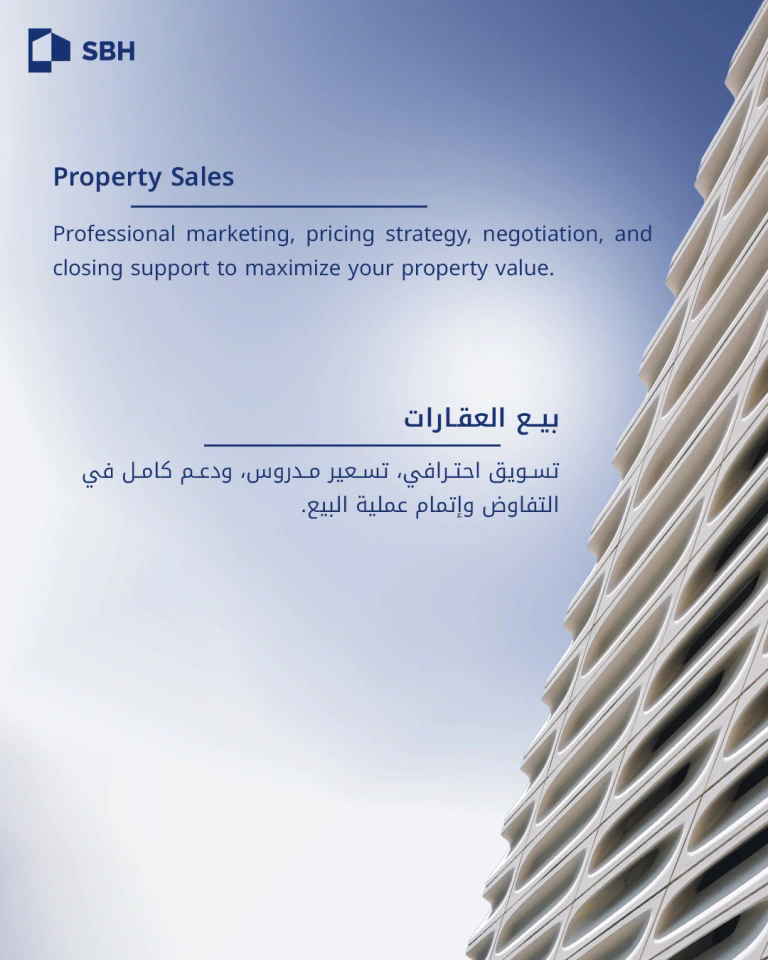 SBH
Property Sales
Professional marketing, pricing strategy, negotiation, and
closing support to maximize your property value.
بيع العقارات
تسويق احترافي، تسعير مدروس، ودعم كامل في
التفاوض وإتمام عملية البيع.